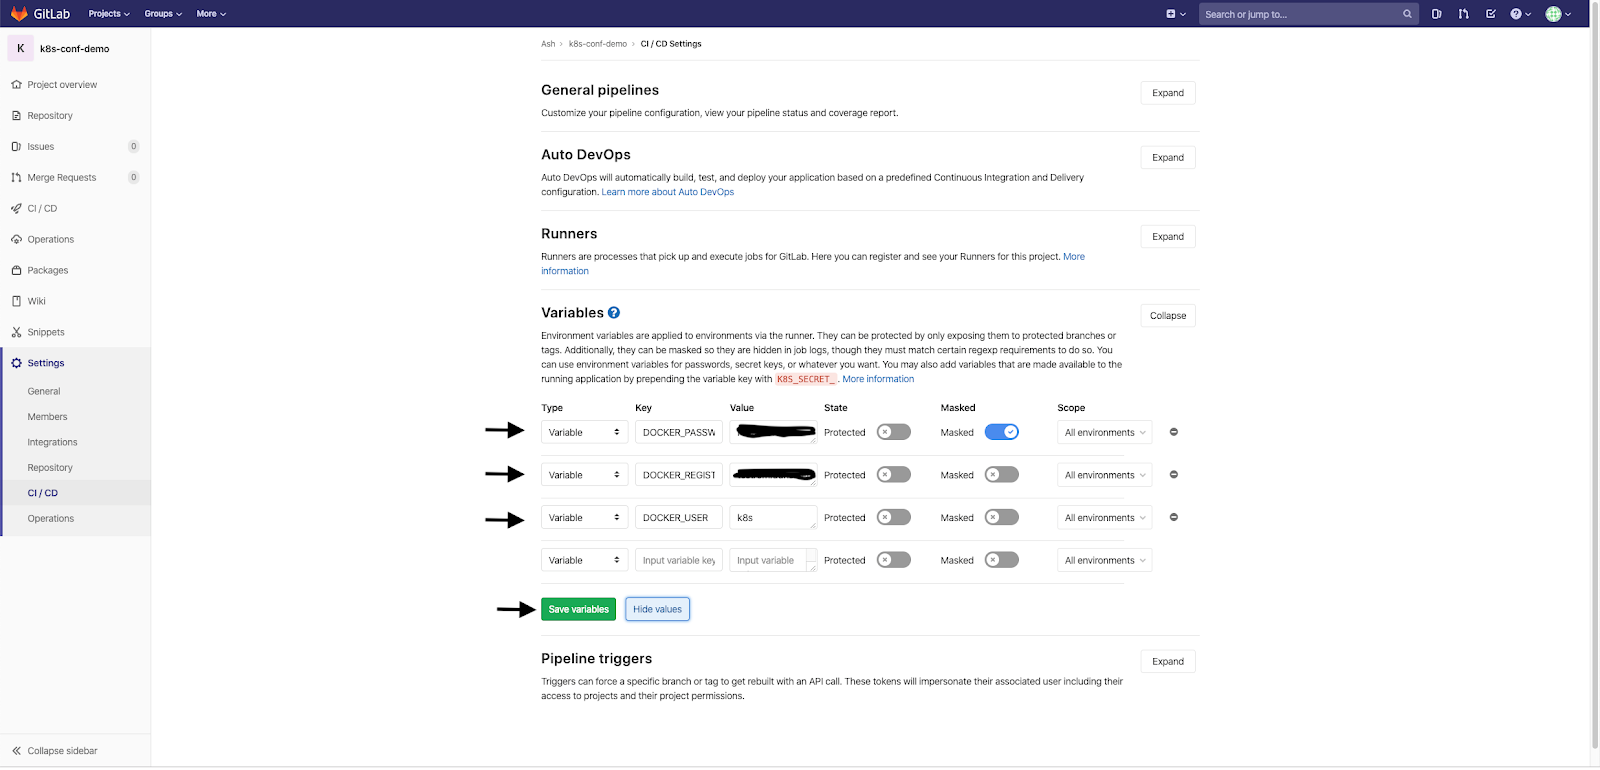 GitLab Projects Groups More Search or jump to...
K k8s-conf-demo
Project overview
Repository
Issues 0
Merge Requests 0
CI / CD
Operations
Packages
Wiki
Snippets
Settings
General
Members
Integrations
Repository
CI / CD
Operations
Collapse sidebar
Ash > k8s-conf-demo > CI / CD Settings
General pipelines
Expand
Customize your pipeline configuration, view your pipeline status and coverage report.
Auto DevOps
Expand
Auto DevOps will automatically build, test, and deploy your application based on a predefined Continuous Integration and Delivery
configuration. Learn more about Auto DevOps
Runners
Expand
Runners are processes that pick up and execute jobs for GitLab. Here you can register and see your Runners for this project. More
information
Variables ?
Collapse
Environment variables are applied to environments via the runner. They can be protected by only exposing them to protected branches or
tags. Additionally, they can be masked so they are hidden in job logs, though they must match certain regexp requirements to do so. You
can use environment variables for passwords, secret keys, or whatever you want. You may also add variables that are made available to the
running application by prepending the variable key with K8S_SECRET_. More information
Type Key Value State Masked Scope
Variable DOCKER_PASSW Protected Masked All environments
Variable DOCKER_REGIST Protected Masked All environments
Variable DOCKER_USER k8s Protected Masked All environments
Variable Input variable key Input variable Protected Masked All environments
Save variables Hide values
Pipeline triggers
Expand
Triggers can force a specific branch or tag to get rebuilt with an API call. These tokens will impersonate their associated user including their
access to projects and their project permissions.